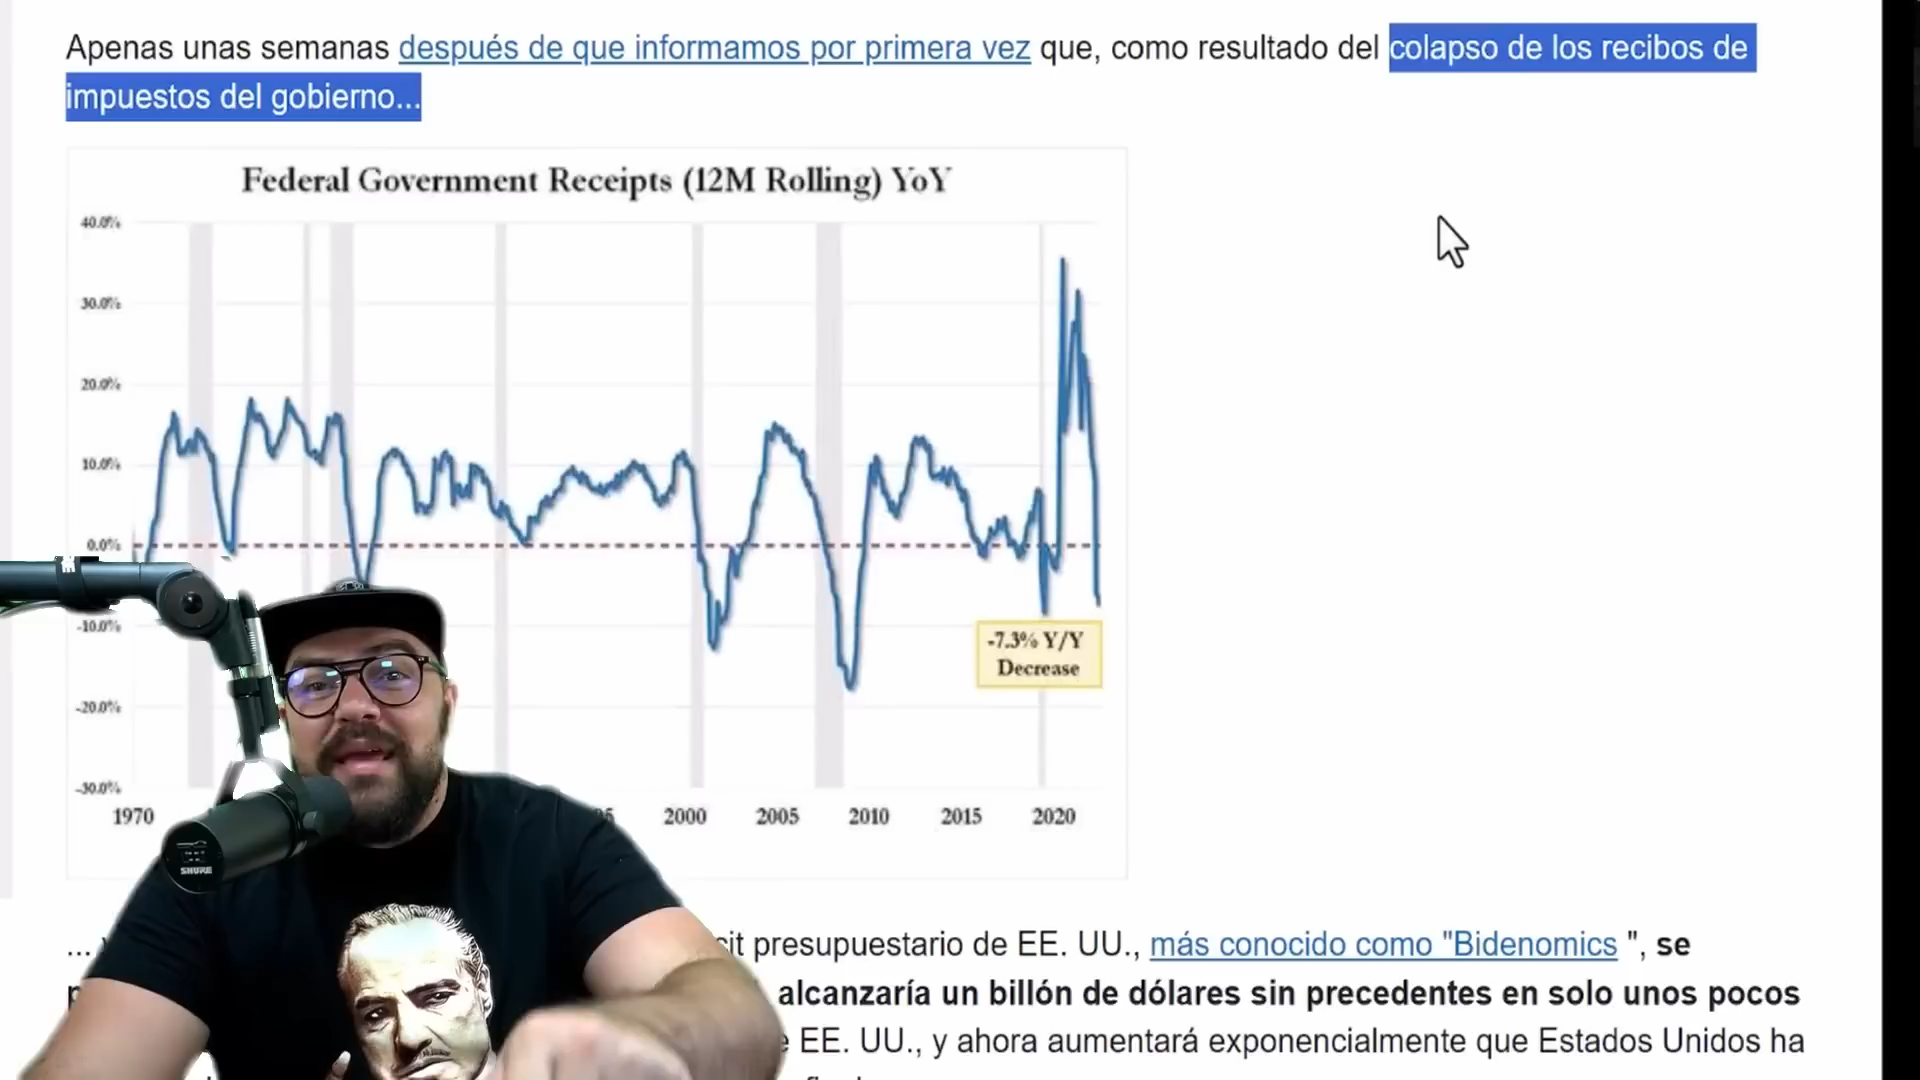 Apenas unas semanas después de que informamos por primera vez que, como resultado del colapso de los recibos de
impuestos del gobierno...
Federal Government Receipts (12M Rolling) YoY
40.0%
30.0%
20.0%
10.0%
0.0%
-10.0%
-20.0%
-30.0%
-7.3% Y/Y
Decrease
1970 2000 2005 2010 2015 2020
SHURE
... presupuestario de EE. UU., más conocido como "Bidenomics ", se
alcanzaría un billón de dólares sin precedentes en solo unos pocos
EE. UU., y ahora aumentará exponencialmente que Estados Unidos ha